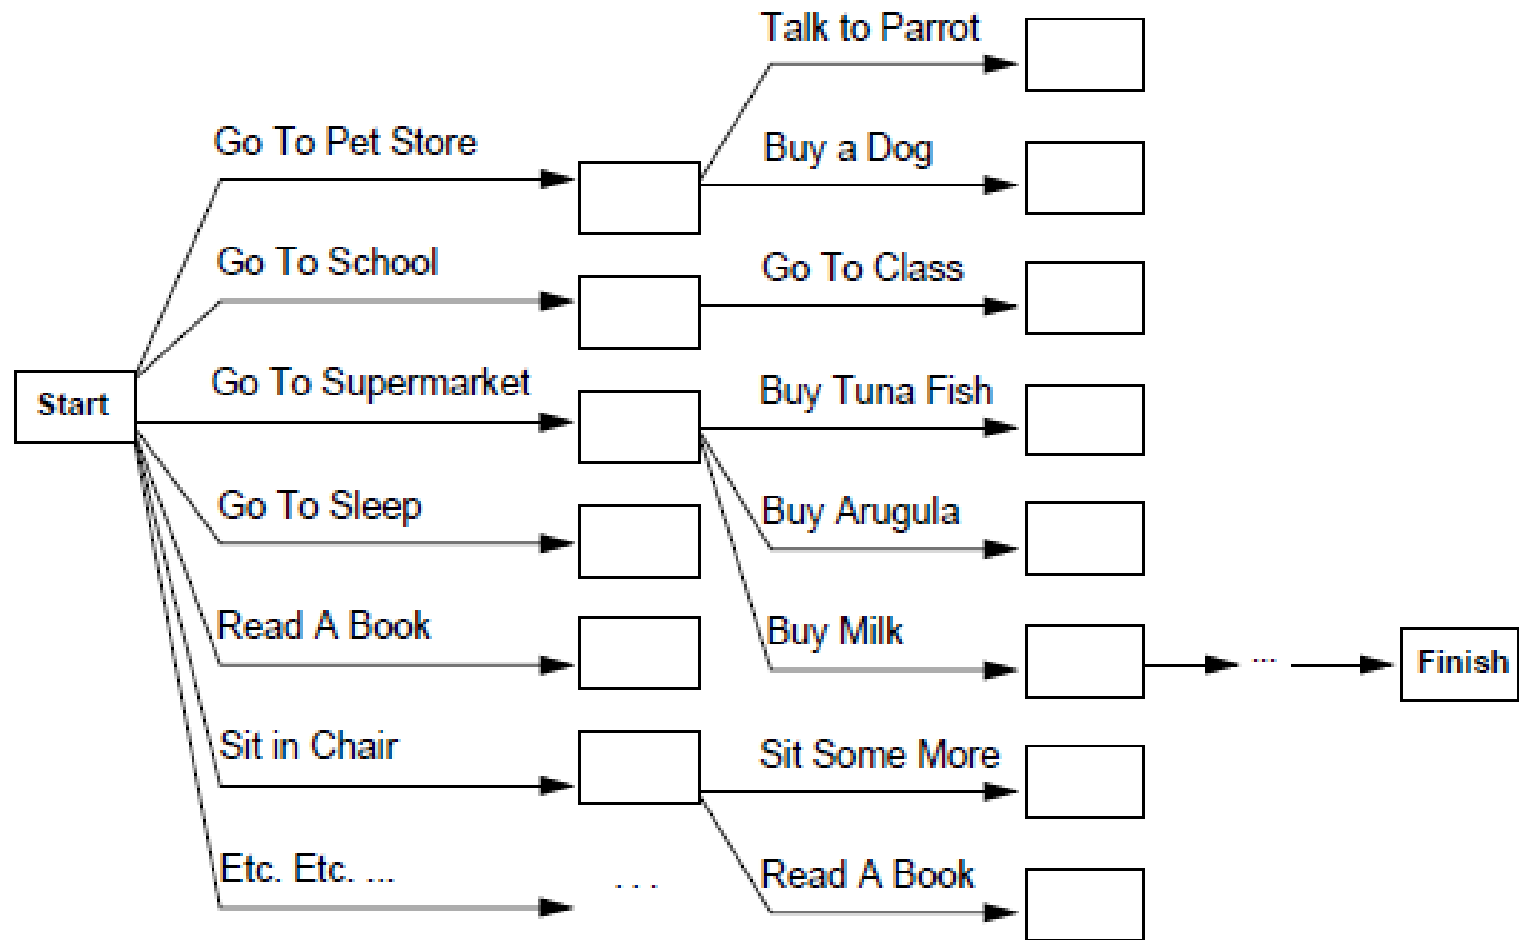 Talk to Parrot
Go To Pet Store
Buy a Dog
Go To School
Go To Class
Go To Supermarket
Buy Tuna Fish
Start
Go To Sleep
Buy Arugula
Read A Book
Buy Milk
...
Finish
Sit in Chair
Sit Some More
Etc. Etc. ...
. . .
Read A Book